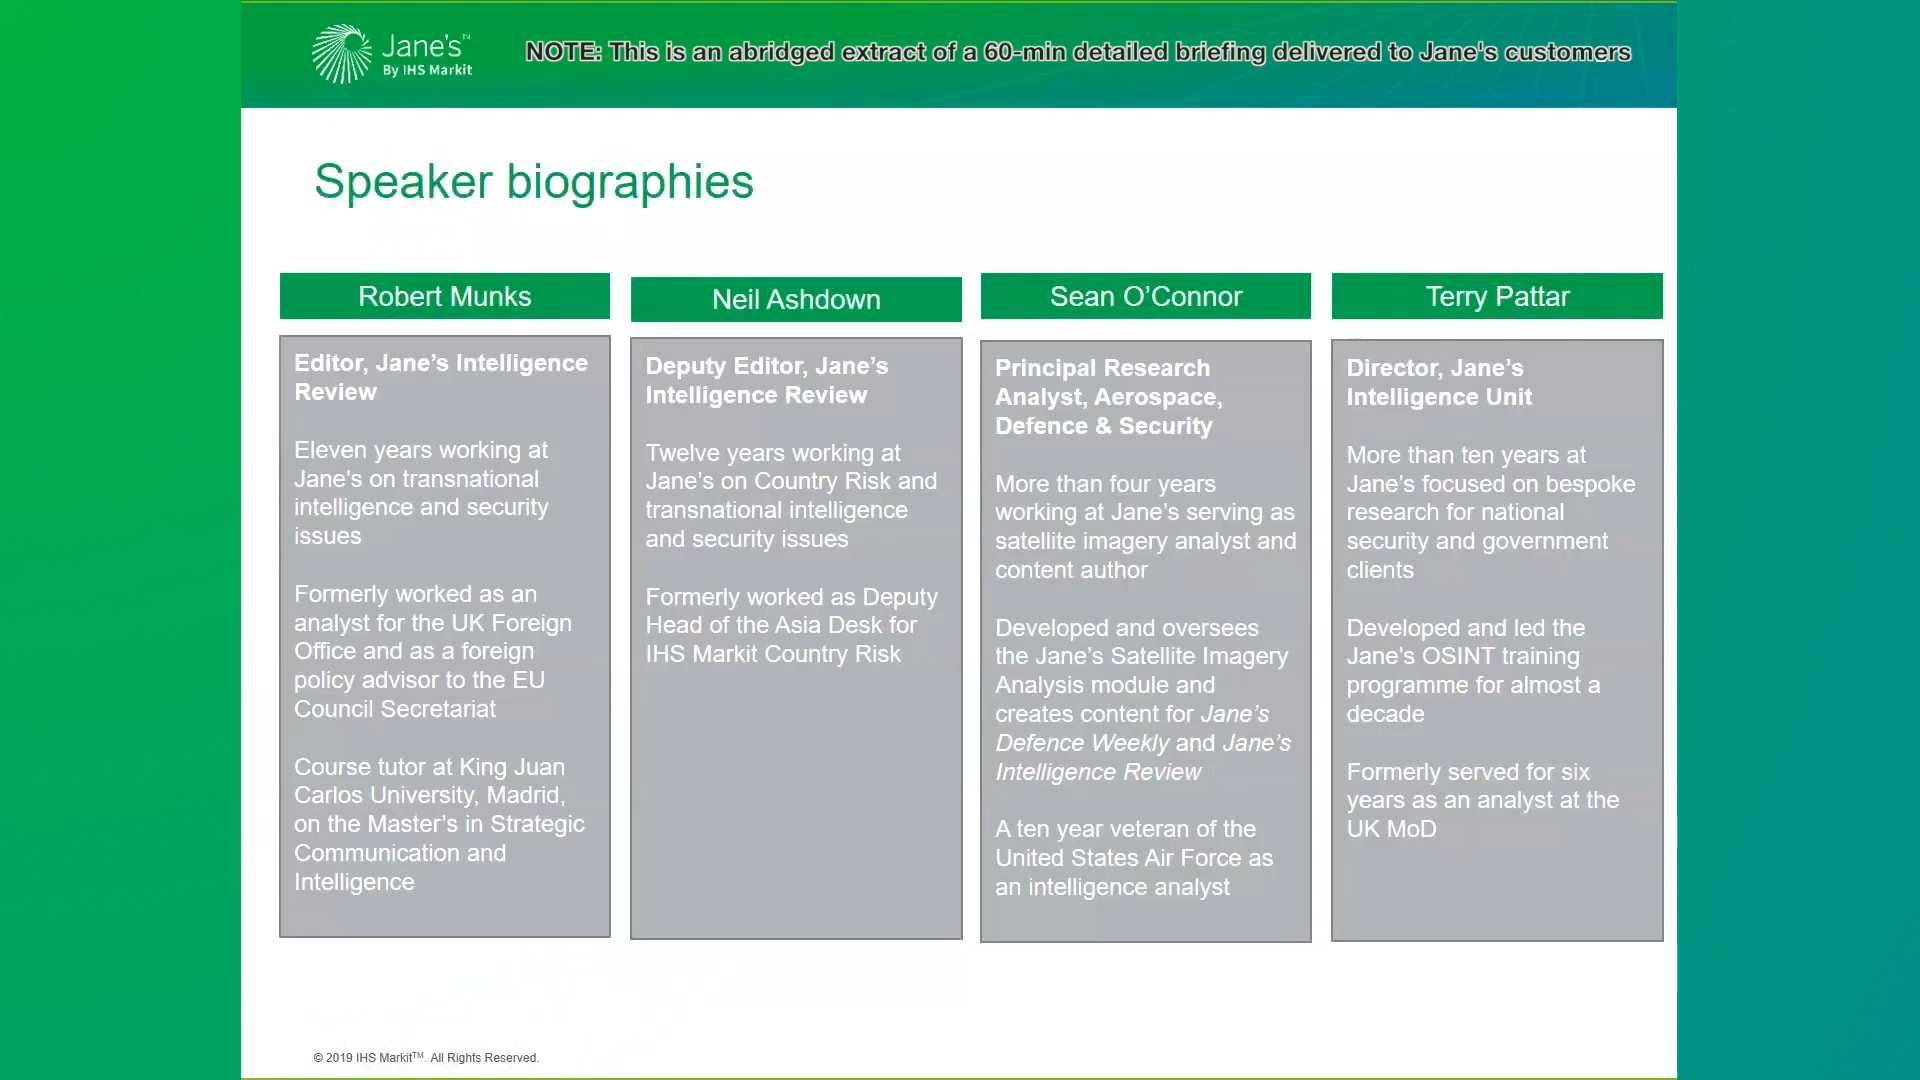 Jane's™
By IHS Markit
NOTE: This is an abridged extract of a 60-min detailed briefing delivered to Jane's customers
Speaker biographies
Robert Munks
Editor, Jane’s Intelligence
Review
Eleven years working at
Jane’s on transnational
intelligence and security
issues
Formerly worked as an
analyst for the UK Foreign
Office and as a foreign
policy advisor to the EU
Council Secretariat
Course tutor at King Juan
Carlos University, Madrid,
on the Master’s in Strategic
Communication and
Intelligence
Neil Ashdown
Deputy Editor, Jane’s
Intelligence Review
Twelve years working at
Jane’s on Country Risk and
transnational intelligence
and security issues
Formerly worked as Deputy
Head of the Asia Desk for
IHS Markit Country Risk
Sean O’Connor
Principal Research
Analyst, Aerospace,
Defence & Security
More than four years
working at Jane’s serving as
satellite imagery analyst and
content author
Developed and oversees
the Jane’s Satellite Imagery
Analysis module and
creates content for Jane’s
Defence Weekly and Jane’s
Intelligence Review
A ten year veteran of the
United States Air Force as
an intelligence analyst
Terry Pattar
Director, Jane’s
Intelligence Unit
More than ten years at
Jane’s focused on bespoke
research for national
security and government
clients
Developed and led the
Jane’s OSINT training
programme for almost a
decade
Formerly served for six
years as an analyst at the
UK MoD
© 2019 IHS Markit™. All Rights Reserved.